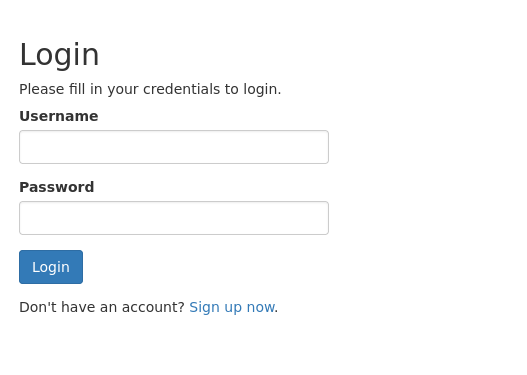 Login
Please fill in your credentials to login.
Username
Password
Login
Don't have an account? Sign up now.